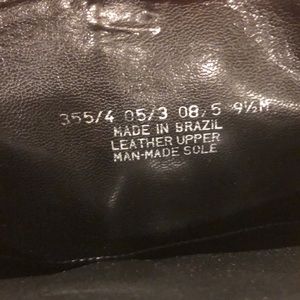 355/4 05/3 08/5 9½M
MADE IN BRAZIL
LEATHER UPPER
MAN-MADE SOLE